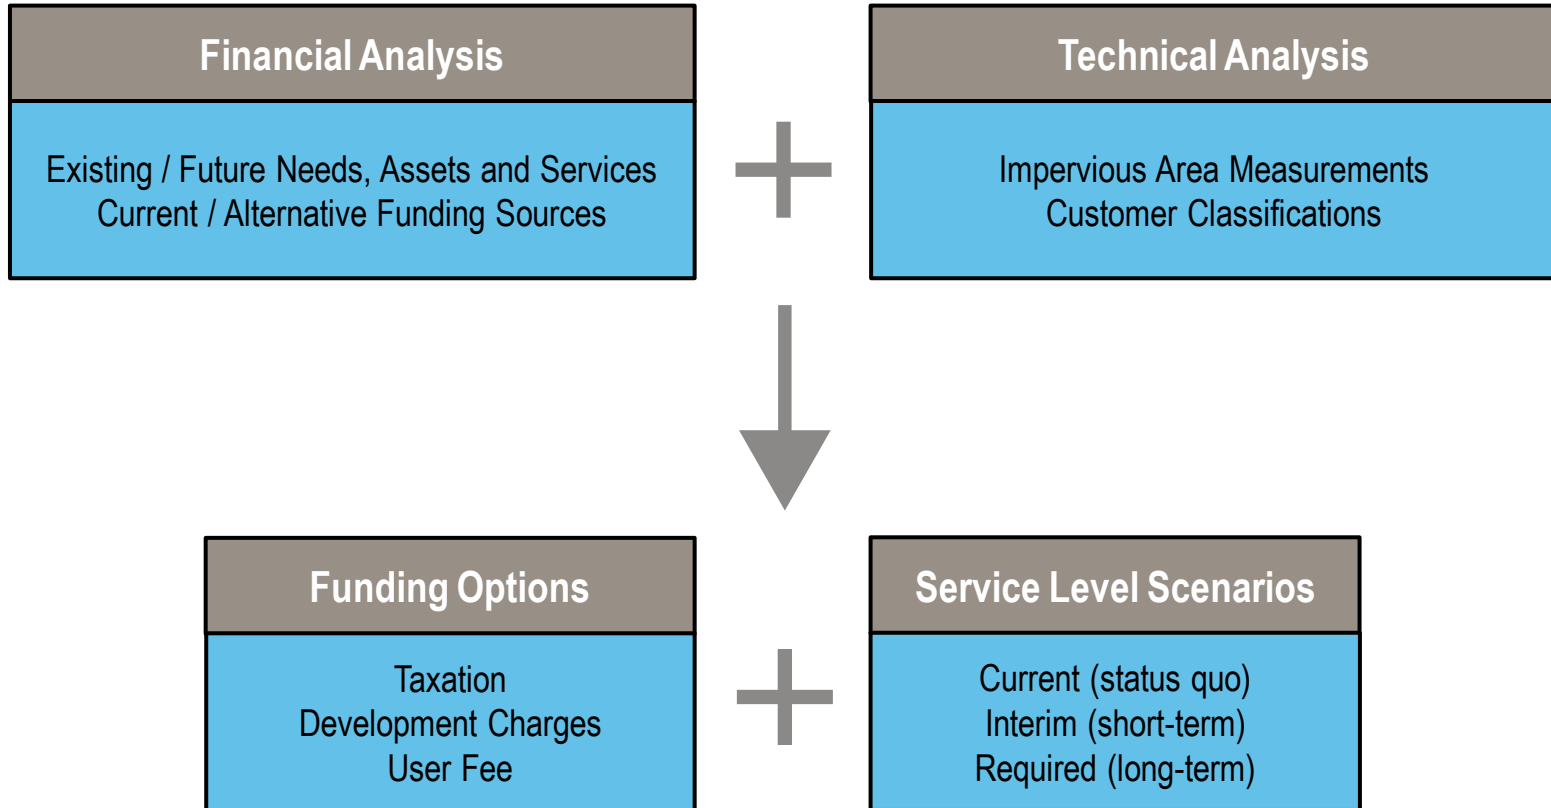 Financial Analysis
Existing / Future Needs, Assets and Services
Current / Alternative Funding Sources
Technical Analysis
Impervious Area Measurements
Customer Classifications
Funding Options
Taxation
Development Charges
User Fee
Service Level Scenarios
Current (status quo)
Interim (short-term)
Required (long-term)